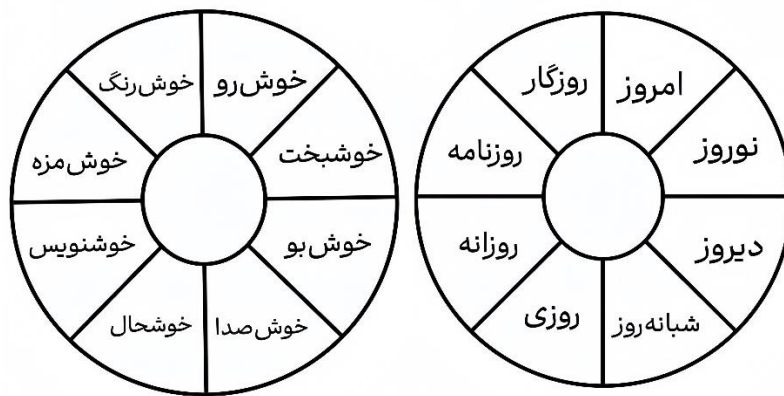 امروز
نوروز
دیروز
شبانه‌روز
روزی
روزانه
روزنامه
روزگار
خوش‌رو
خوشبخت
خوش‌بو
خوش‌صدا
خوشحال
خوشنویس
خوش‌مزه
خوش‌رنگ